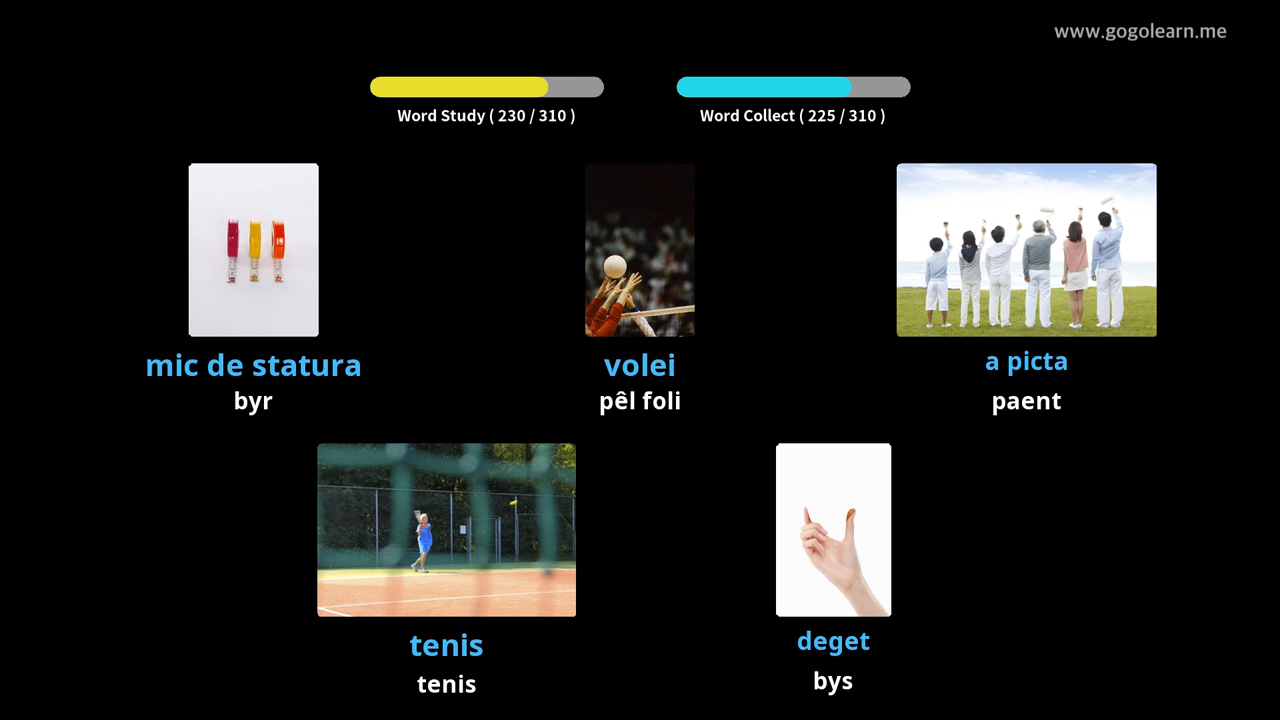 www.gogolearn.me
Word Study ( 230 / 310 )
Word Collect ( 225 / 310 )
mic de statura
byr
volei
pêl foli
a picta
paent
tenis
tenis
deget
bys